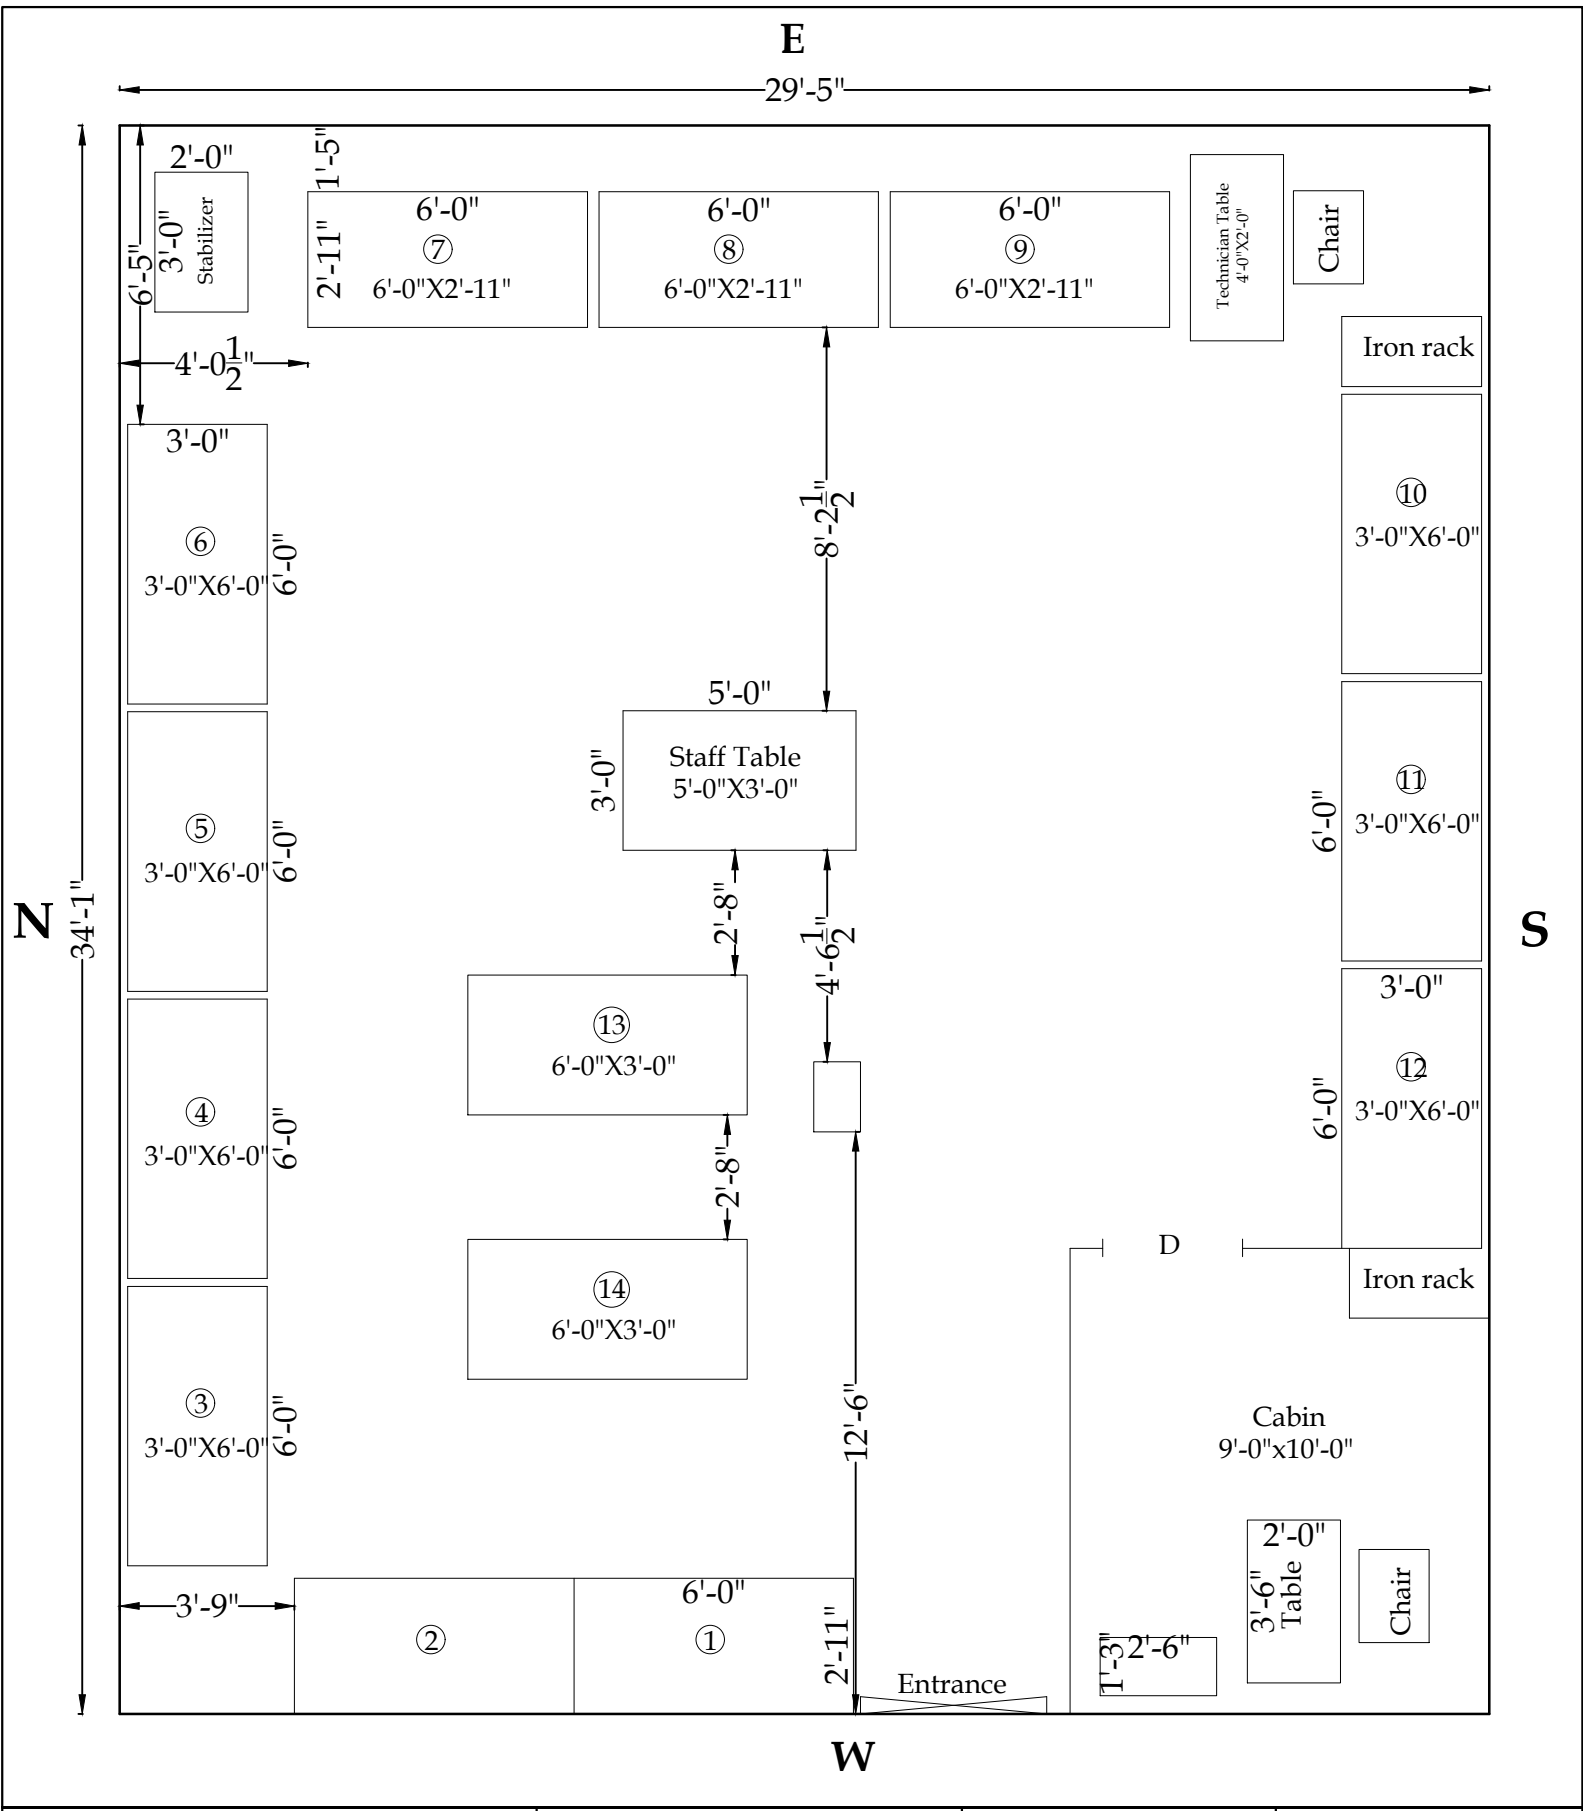 E
29'-5"
2'-0"
3'-0"
Stabilizer
6'-5"
1'-5"
2'-11"
6'-0"
7
6'-0"X2'-11"
6'-0"
8
6'-0"X2'-11"
6'-0"
9
6'-0"X2'-11"
Technician Table
4'-0"X2'-0"
Chair
4'-0 1/2"
Iron rack
3'-0"
6
3'-0"X6'-0"
6'-0"
8'-2 1/2"
10
3'-0"X6'-0"
5'-0"
3'-0"
Staff Table
5'-0"X3'-0"
5
3'-0"X6'-0"
6'-0"
6'-0"
11
3'-0"X6'-0"
N
34'-1"
2'-8"
4'-6 1/2"
S
3'-0"
13
6'-0"X3'-0"
4
3'-0"X6'-0"
6'-0"
6'-0"
12
3'-0"X6'-0"
2'-8"
D
Iron rack
14
6'-0"X3'-0"
3
3'-0"X6'-0"
6'-0"
12'-6"
Cabin
9'-0"x10'-0"
2'-0"
3'-6"
Table
Chair
3'-9"
6'-0"
2
1
2'-11"
1'-3"
2'-6"
Entrance
W